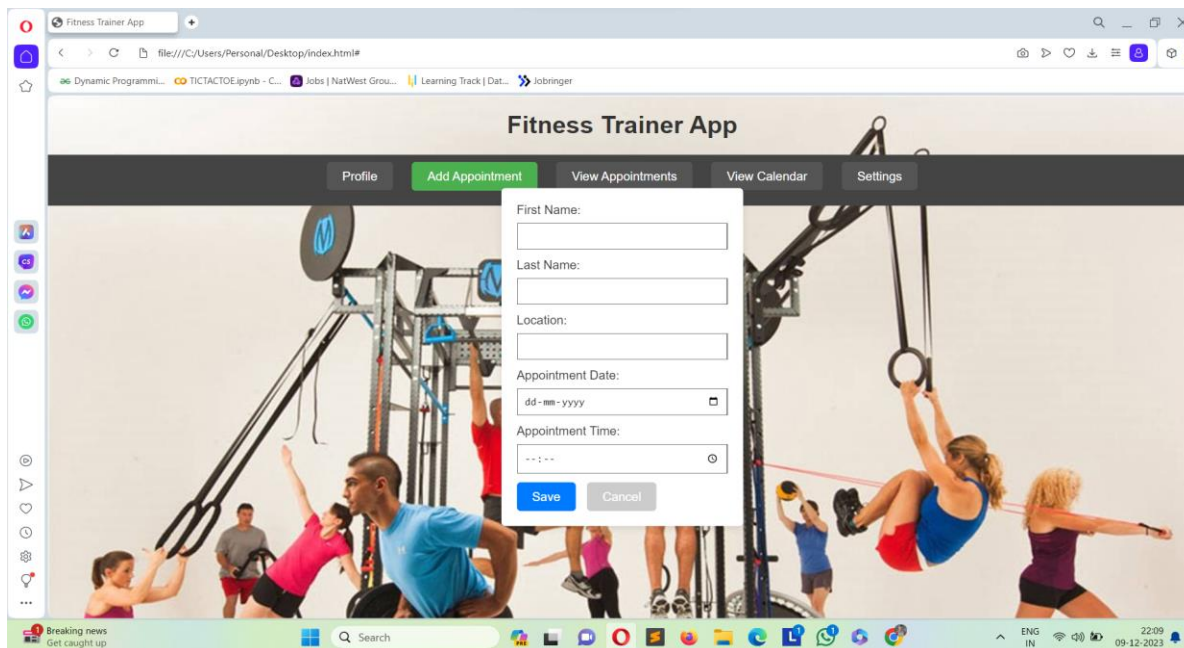 Fitness Trainer App
file:///C:/Users/Personal/Desktop/index.html#
Dynamic Programmi... TICTACTOE.ipynb - C... Jobs | NatWest Grou... Learning Track | Dat... Jobringer
Fitness Trainer App
Profile Add Appointment View Appointments View Calendar Settings
First Name:
Last Name:
Location:
Appointment Date:
dd-mm-yyyy
Appointment Time:
--:--
Save Cancel
Breaking news
Get caught up
Search
ENG
IN
22:09
09-12-2023